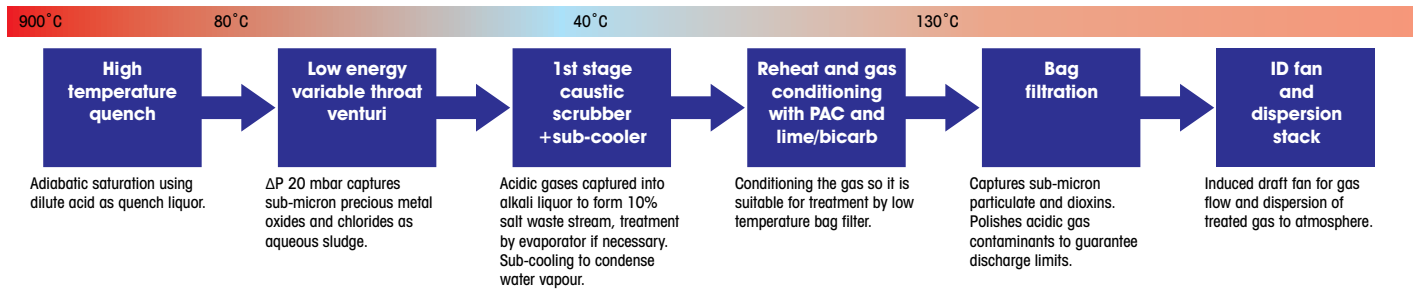 900˚C
80˚C
40˚C
130˚C
High
temperature
quench
Low energy
variable throat
venturi
1st stage
caustic
scrubber
+sub-cooler
Reheat and gas
conditioning
with PAC and
lime/bicarb
Bag
filtration
ID fan
and
dispersion
stack
Adiabatic saturation using
dilute acid as quench liquor.
ΔP 20 mbar captures
sub-micron precious metal
oxides and chlorides as
aqueous sludge.
Acidic gases captured into
alkali liquor to form 10%
salt waste stream, treatment
by evaporator if necessary.
Sub-cooling to condense
water vapour.
Conditioning the gas so it is
suitable for treatment by low
temperature bag filter.
Captures sub-micron
particulate and dioxins.
Polishes acidic gas
contaminants to guarantee
discharge limits.
Induced draft fan for gas
flow and dispersion of
treated gas to atmosphere.